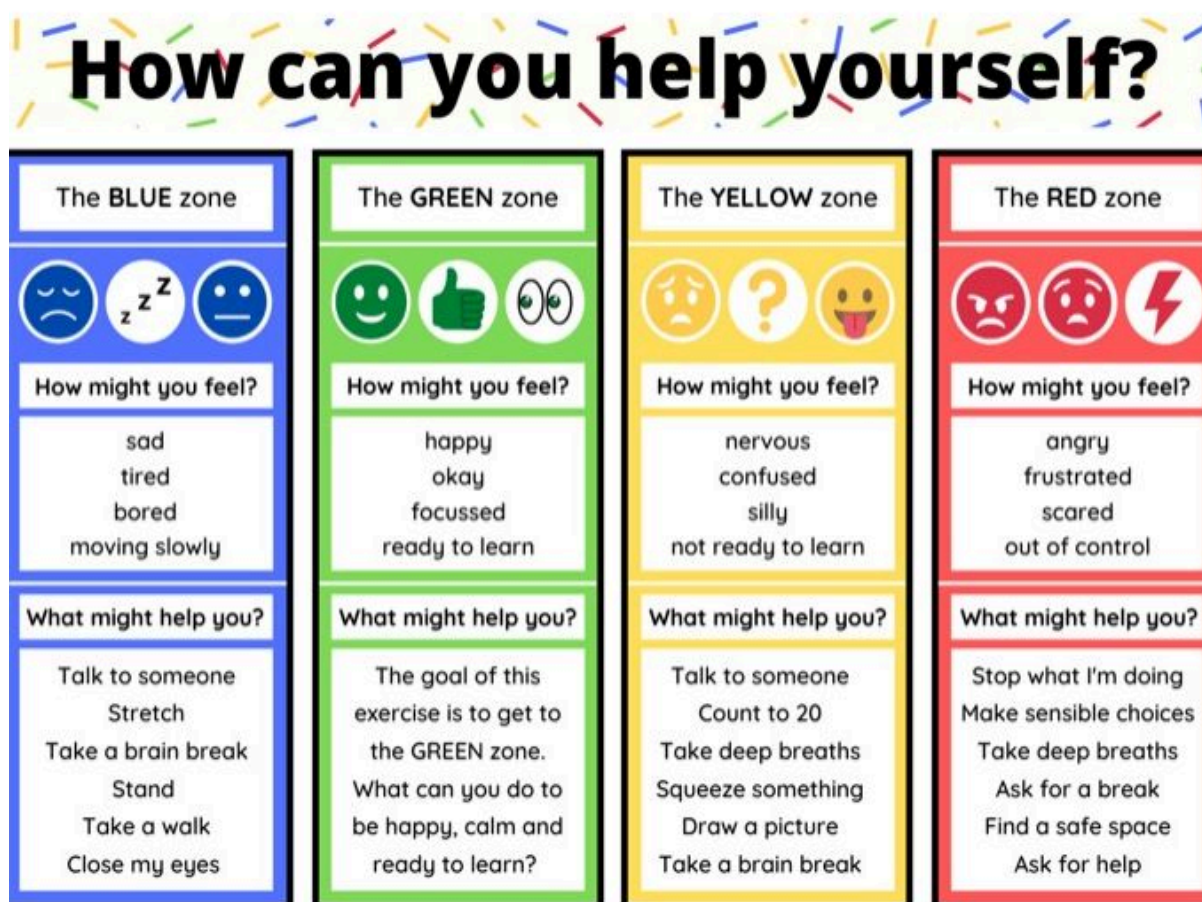 How can you help yourself?
The BLUE zone
z z Z
How might you feel?
sad
tired
bored
moving slowly
What might help you?
Talk to someone
Stretch
Take a brain break
Stand
Take a walk
Close my eyes
The GREEN zone
How might you feel?
happy
okay
focussed
ready to learn
What might help you?
The goal of this
exercise is to get to
the GREEN zone.
What can you do to
be happy, calm and
ready to learn?
The YELLOW zone
?
How might you feel?
nervous
confused
silly
not ready to learn
What might help you?
Talk to someone
Count to 20
Take deep breaths
Squeeze something
Draw a picture
Take a brain break
The RED zone
How might you feel?
angry
frustrated
scared
out of control
What might help you?
Stop what I'm doing
Make sensible choices
Take deep breaths
Ask for a break
Find a safe space
Ask for help